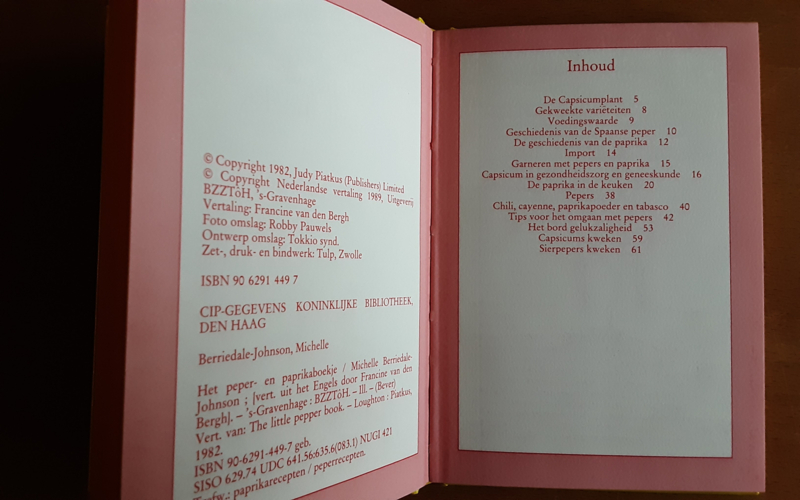 © Copyright 1982, Judy Piatkus (Publishers) Limited
© Copyright Nederlandse vertaling 1989, Uitgeverij
BZZTôH, 's-Gravenhage
Vertaling: Francine van den Bergh
Foto omslag: Robby Pauwels
Ontwerp omslag: Tokkio synd.
Zet-, druk- en bindwerk: Tulp, Zwolle
ISBN 90 6291 449 7
CIP-GEGEVENS KONINKLIJKE BIBLIOTHEEK,
DEN HAAG
Berriedale-Johnson, Michelle
Het peper- en paprikaboekje / Michelle Berriedale-
Johnson ; [vert. uit het Engels door Francine van den
Bergh]. – 's-Gravenhage : BZZTôH. – Ill. – (Bever)
Vert. van: The little pepper book. – Loughton : Piatkus,
1982.
ISBN 90-6291-449-7 geb.
SISO 629.74 UDC 641.56:635.6(083.1) NUGI 421
Trefw.: paprikarecepten / peperrecepten.
Inhoud
De Capsicumplant 5
Gekweekte variëteiten 8
Voedingswaarde 9
Geschiedenis van de Spaanse peper 10
De geschiedenis van de paprika 12
Import 14
Garneren met pepers en paprika 15
Capsicum in gezondheidszorg en geneeskunde 16
De paprika in de keuken 20
Pepers 38
Chili, cayenne, paprikapoeder en tabasco 40
Tips voor het omgaan met pepers 42
Het bord gelukzaligheid 53
Capsicums kweken 59
Sierpepers kweken 61